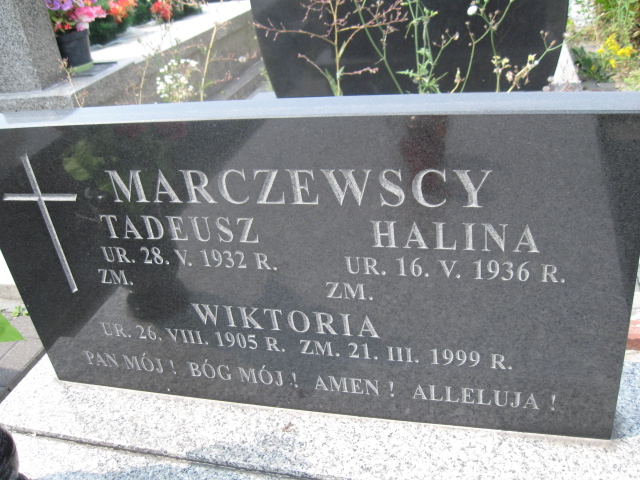 MARCZEWSCY
TADEUSZ HALINA
UR. 28. V. 1932 R. UR. 16. V. 1936 R.
ZM. ZM.
WIKTORIA
UR. 26. VIII. 1905 R. ZM. 21. III. 1999 R.
PAN MÓJ! BÓG MÓJ! AMEN! ALLELUJA!